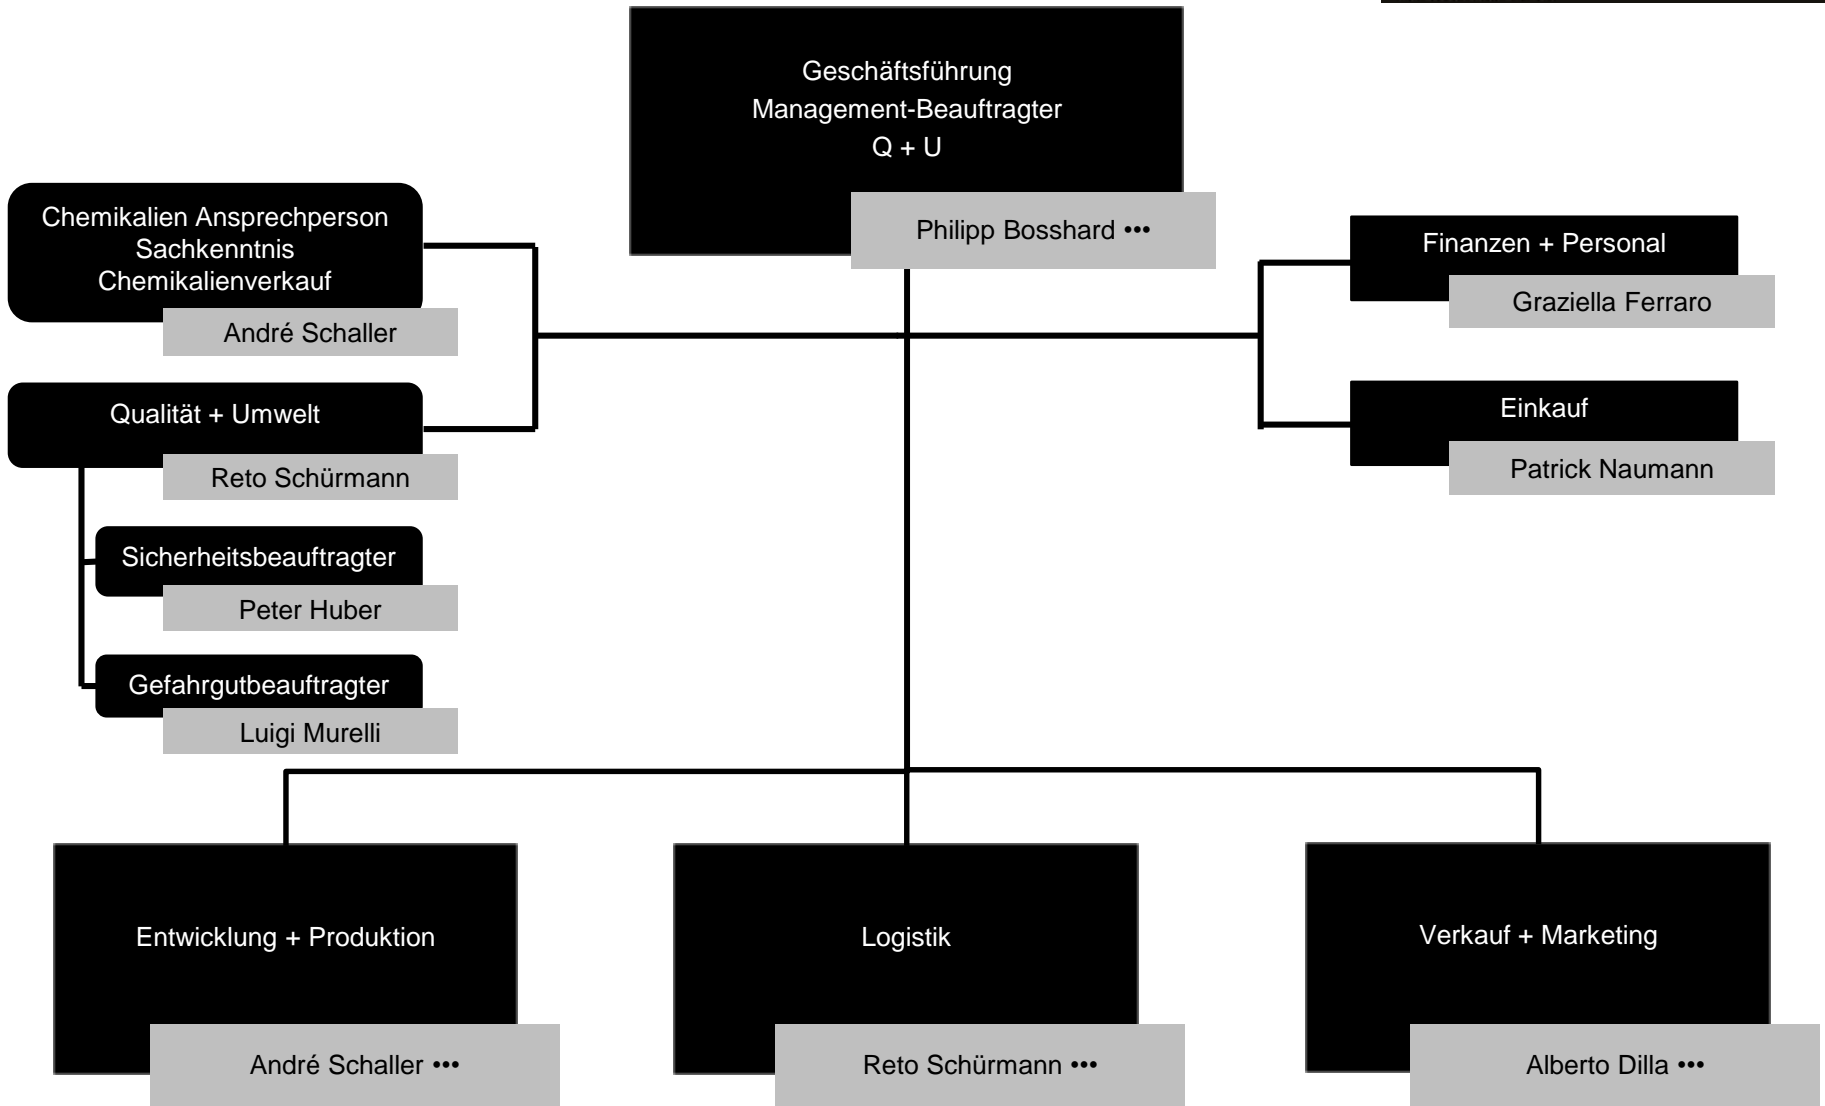 Geschäftsführung
Management-Beauftragter
Q + U
Philipp Bosshard •••
Chemikalien Ansprechperson
Sachkenntnis
Chemikalienverkauf
André Schaller
Qualität + Umwelt
Reto Schürmann
Sicherheitsbeauftragter
Peter Huber
Gefahrgutbeauftragter
Luigi Murelli
Finanzen + Personal
Graziella Ferraro
Einkauf
Patrick Naumann
Entwicklung + Produktion
André Schaller •••
Logistik
Reto Schürmann •••
Verkauf + Marketing
Alberto Dilla •••